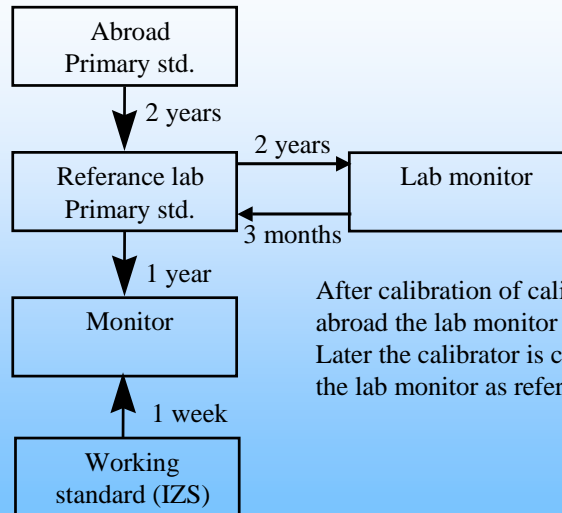 Abroad
Primary std.
2 years
Referance lab
Primary std.
2 years
3 months
Lab monitor
1 year
Monitor
After calibration of
abroad the lab monitor
Later the calibrator is
the lab monitor as
1 week
Working
standard (IZS)